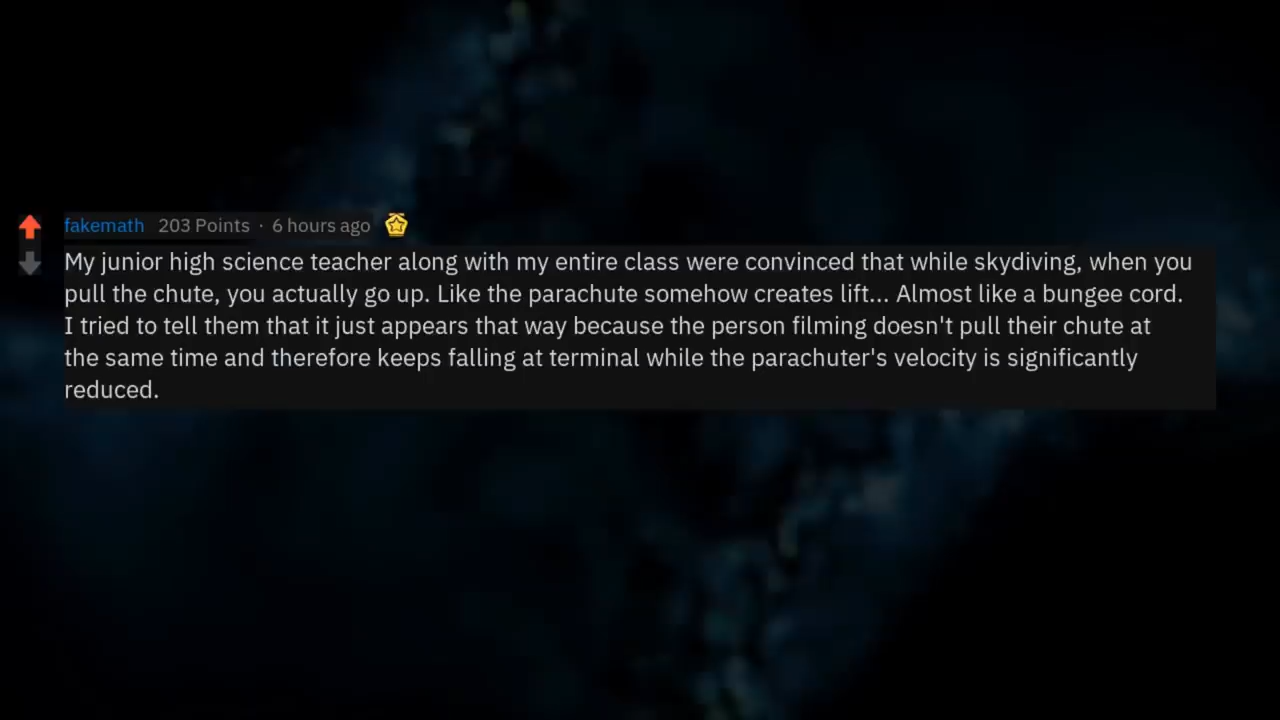 fakemath 203 Points · 6 hours ago
My junior high science teacher along with my entire class were convinced that while skydiving, when you
pull the chute, you actually go up. Like the parachute somehow creates lift... Almost like a bungee cord.
I tried to tell them that it just appears that way because the person filming doesn't pull their chute at
the same time and therefore keeps falling at terminal while the parachuter's velocity is significantly
reduced.